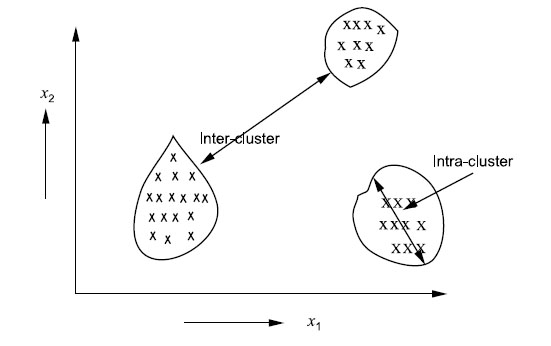 x x x x
x x x
x x
x₂
Inter-cluster
x
x x x
x x x x x x
x x x x
x x x
Intra-cluster
x x x
x x x x
x x x
x₁